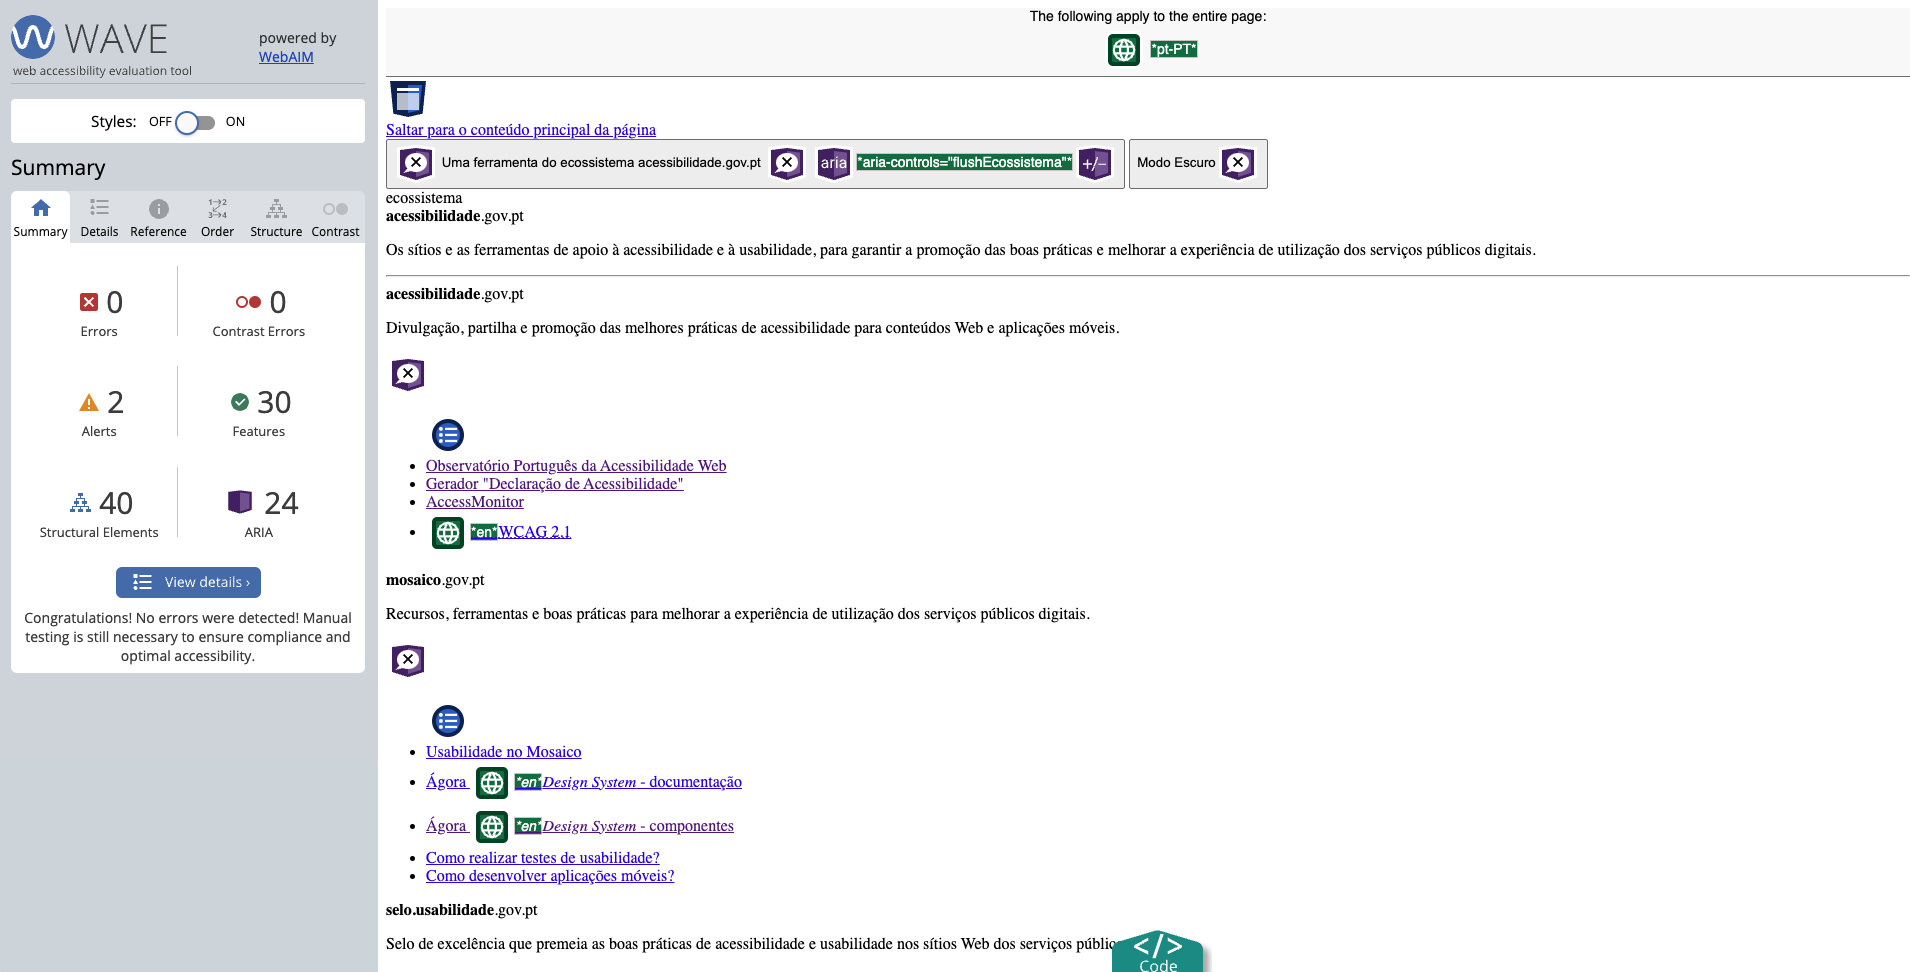 WAVE
web accessibility evaluation tool
powered by
WebAIM
Styles: OFF ON
Summary
Summary Details Reference Order Structure Contrast
0
Errors
0
Contrast Errors
2
Alerts
30
Features
40
Structural Elements
24
ARIA
View details ›
Congratulations! No errors were detected! Manual
testing is still necessary to ensure compliance and
optimal accessibility.
The following apply to the entire page:
*pt-PT*
Saltar para o conteúdo principal da página
Uma ferramenta do ecossistema acessibilidade.gov.pt aria *aria-controls="flushEcossistema"* +/− Modo Escuro
ecossistema
acessibilidade.gov.pt
Os sítios e as ferramentas de apoio à acessibilidade e à usabilidade, para garantir a promoção das boas práticas e melhorar a experiência de utilização dos serviços públicos digitais.
acessibilidade.gov.pt
Divulgação, partilha e promoção das melhores práticas de acessibilidade para conteúdos Web e aplicações móveis.
Observatório Português da Acessibilidade Web
Gerador "Declaração de Acessibilidade"
AccessMonitor
*en*WCAG 2.1
mosaico.gov.pt
Recursos, ferramentas e boas práticas para melhorar a experiência de utilização dos serviços públicos digitais.
Usabilidade no Mosaico
Ágora *en*Design System - documentação
Ágora *en*Design System - componentes
Como realizar testes de usabilidade?
Como desenvolver aplicações móveis?
selo.usabilidade.gov.pt
Selo de excelência que premeia as boas práticas de acessibilidade e usabilidade nos sítios Web dos serviços
</> Code